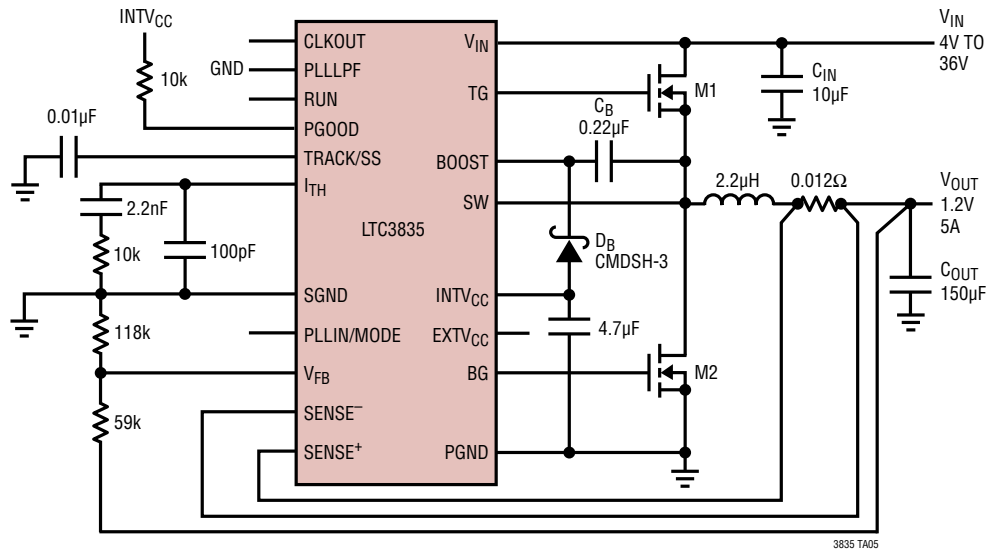 INTVCC
10k
GND
0.01µF
2.2nF
10k
100pF
118k
59k
CLKOUT
PLLLPF
RUN
PGOOD
TRACK/SS
ITH
LTC3835
SGND
PLLIN/MODE
VFB
SENSE–
SENSE+
VIN
TG
BOOST
SW
INTVCC
EXTVCC
BG
PGND
CB
0.22µF
DB
CMDSH-3
4.7µF
M1
M2
2.2µH
0.012Ω
CIN
10µF
VIN
4V TO
36V
VOUT
1.2V
5A
COUT
150µF
3835 TA05